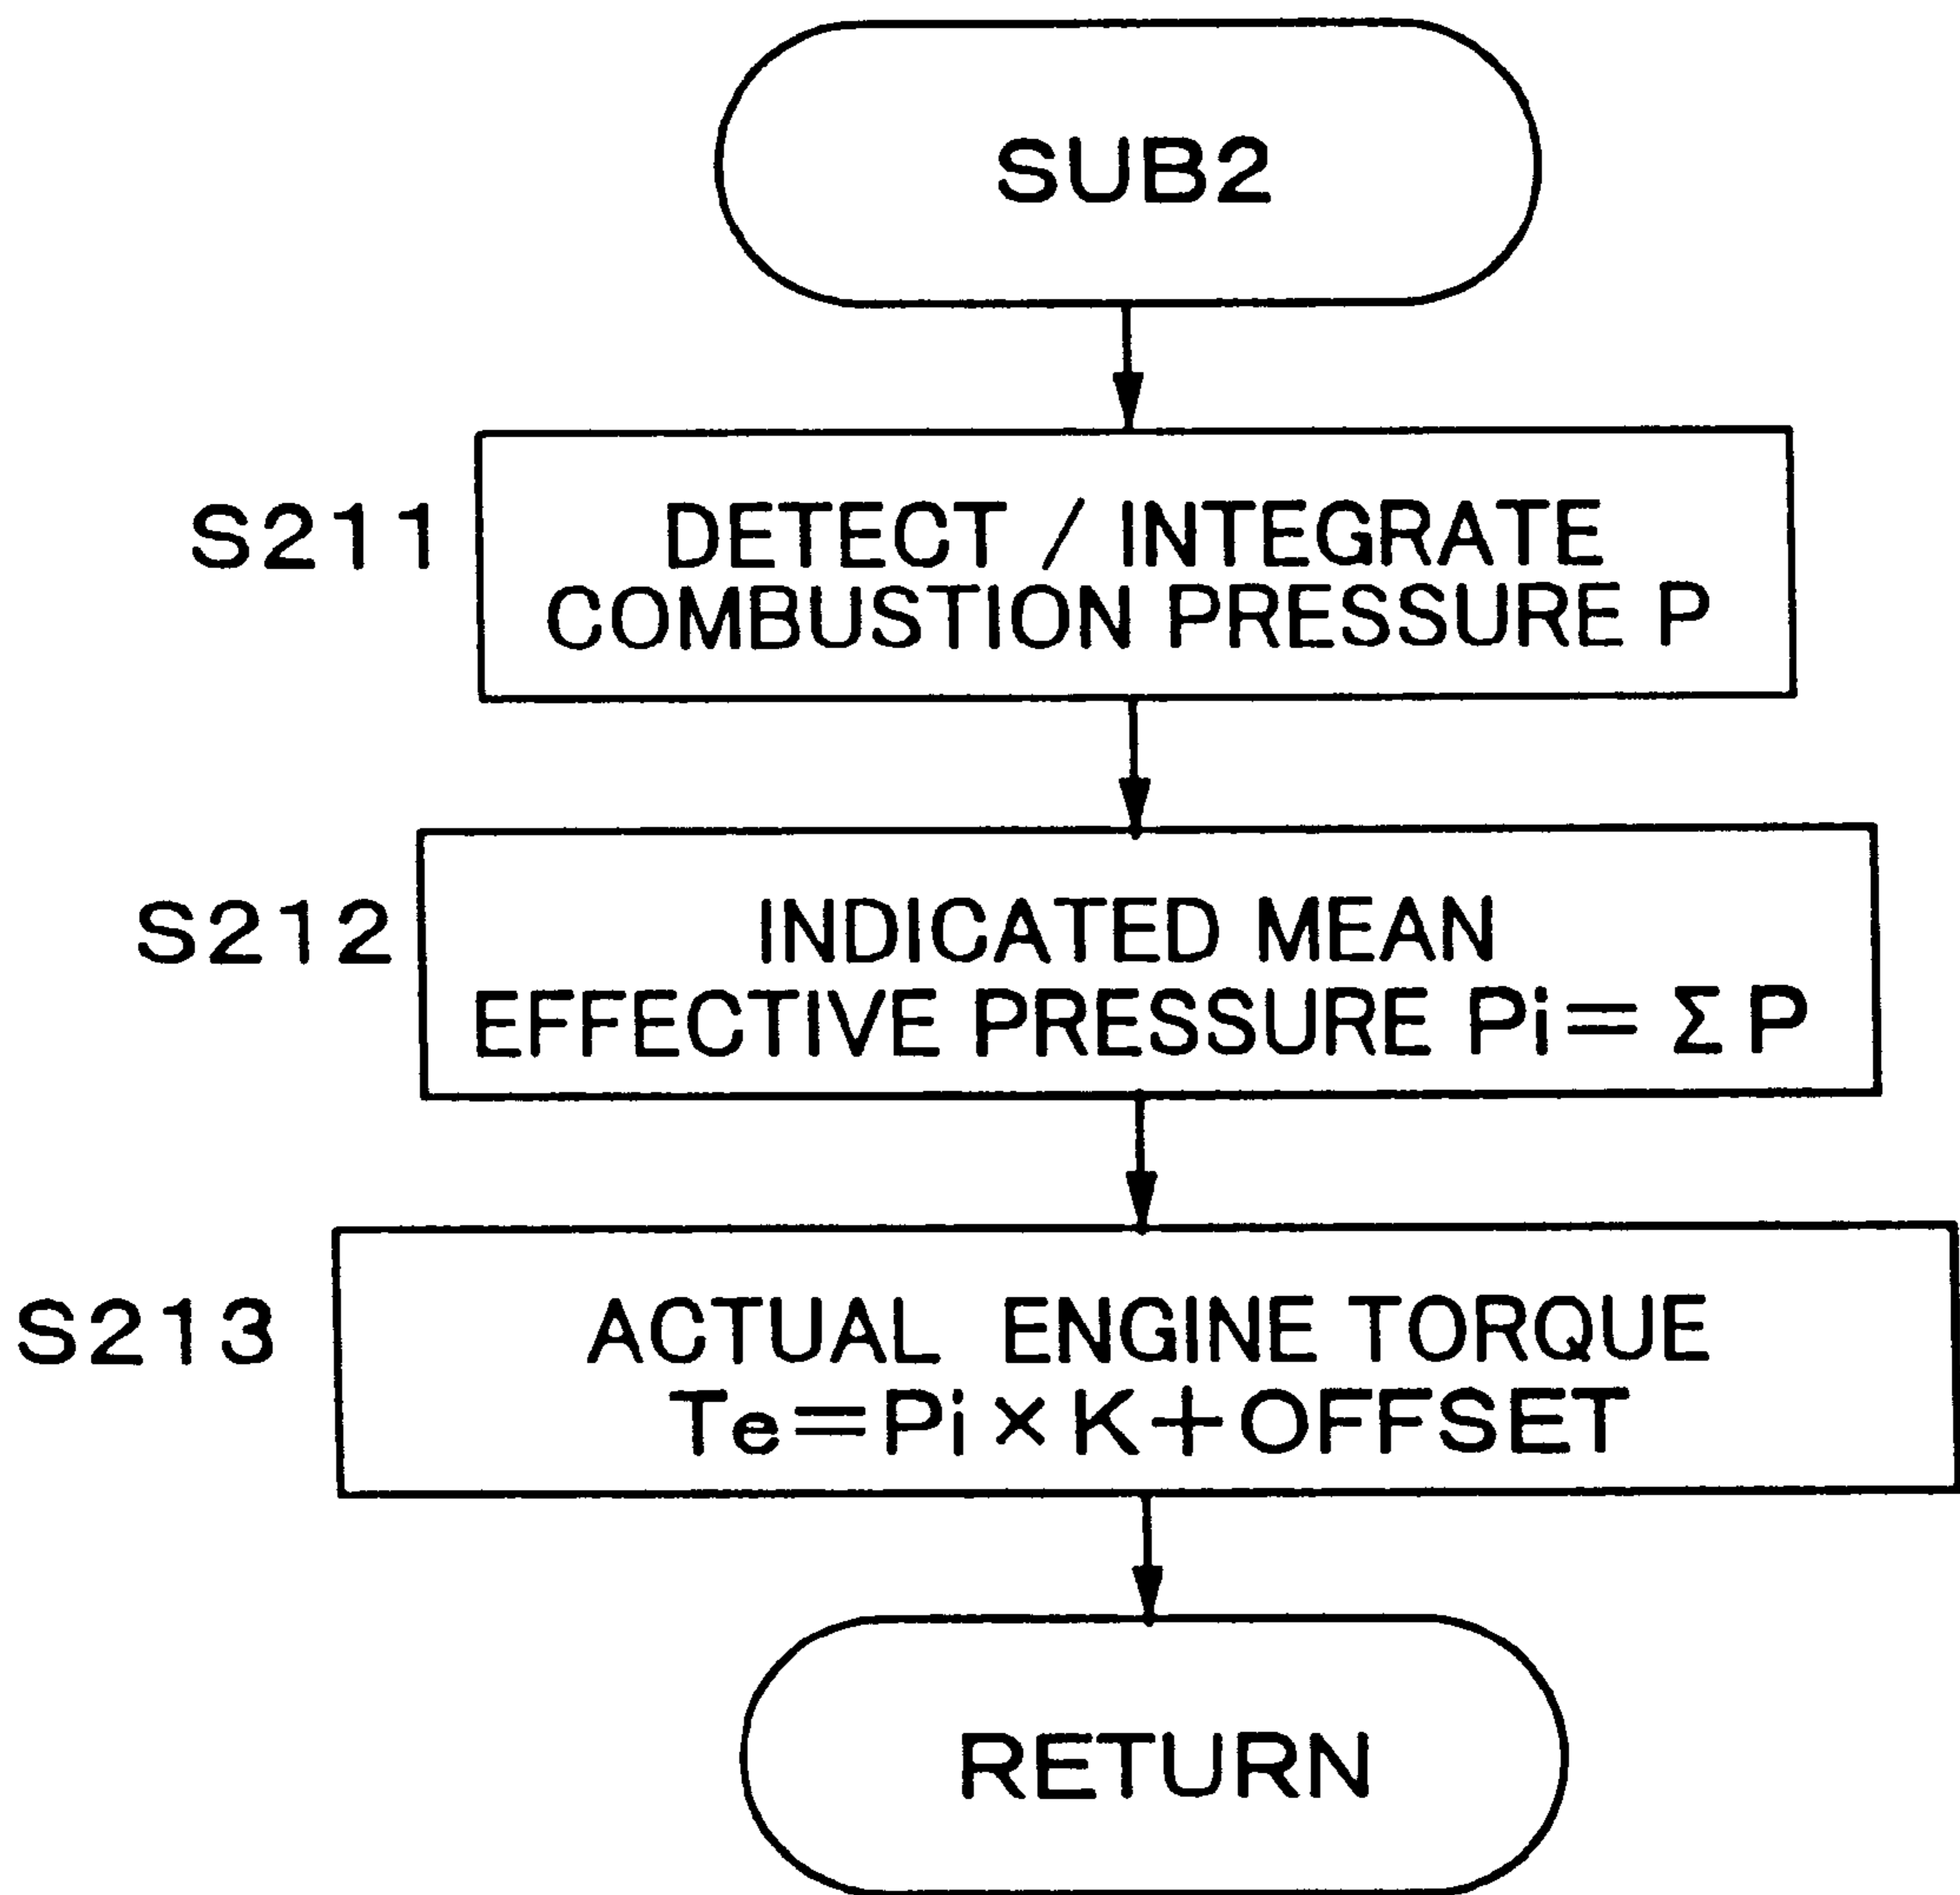 SUB2
S211
DETECT / INTEGRATE
COMBUSTION PRESSURE P
S212
INDICATED MEAN
EFFECTIVE PRESSURE Pi= Σ P
S213
ACTUAL ENGINE TORQUE
Te=Pi×K+OFFSET
RETURN